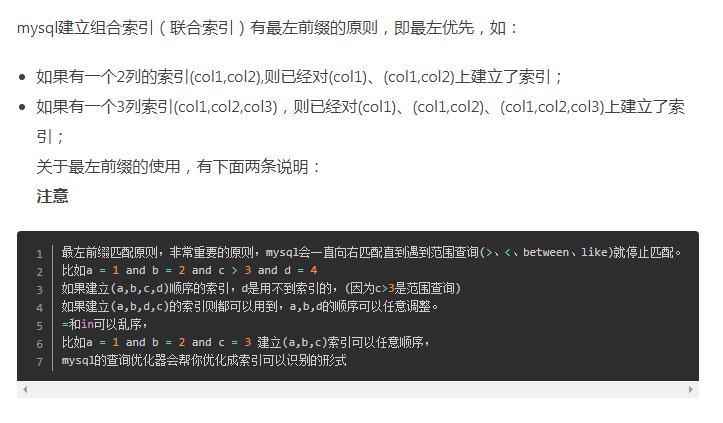 mysql建立组合索引（联合索引）有最左前缀的原则，即最左优先，如：
如果有一个2列的索引(col1,col2),则已经对(col1)、(col1,col2)上建立了索引；
如果有一个3列索引(col1,col2,col3)，则已经对(col1)、(col1,col2)、(col1,col2,col3)上建立了索
引；
关于最左前缀的使用，有下面两条说明：
注意
1 最左前缀匹配原则，非常重要的原则，mysql会一直向右匹配直到遇到范围查询(>、<、between、like)就停止匹配。
2 比如a = 1 and b = 2 and c > 3 and d = 4
3 如果建立(a,b,c,d)顺序的索引，d是用不到索引的，(因为c>3是范围查询)
4 如果建立(a,b,d,c)的索引则都可以用到，a,b,d的顺序可以任意调整。
5 =和in可以乱序，
6 比如a = 1 and b = 2 and c = 3 建立(a,b,c)索引可以任意顺序，
7 mysql的查询优化器会帮你优化成索引可以识别的形式